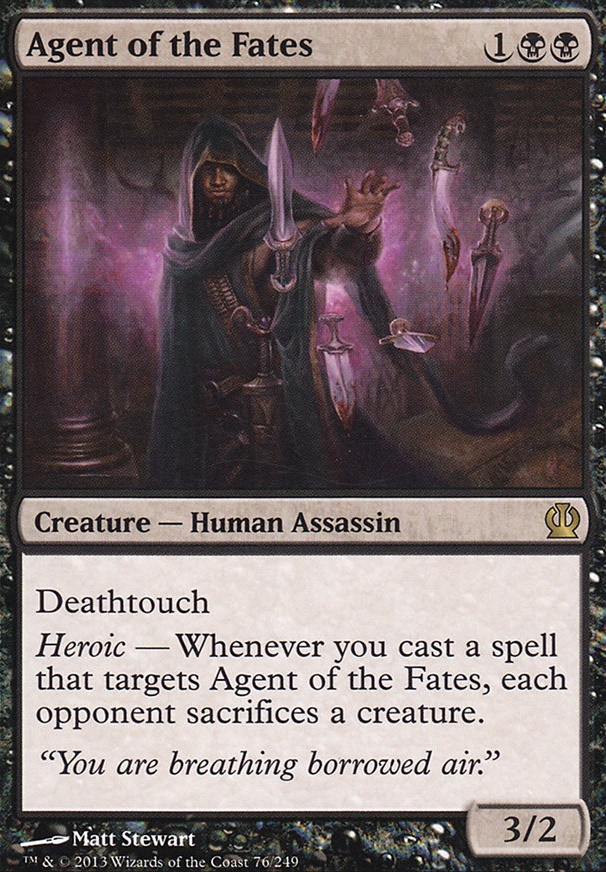 Agent of the Fates 1
Creature — Human Assassin
Deathtouch
Heroic — Whenever you cast a spell
that targets Agent of the Fates, each
opponent sacrifices a creature.
“You are breathing borrowed air.”
3/2
Matt Stewart
™ & © 2013 Wizards of the Coast 76/249